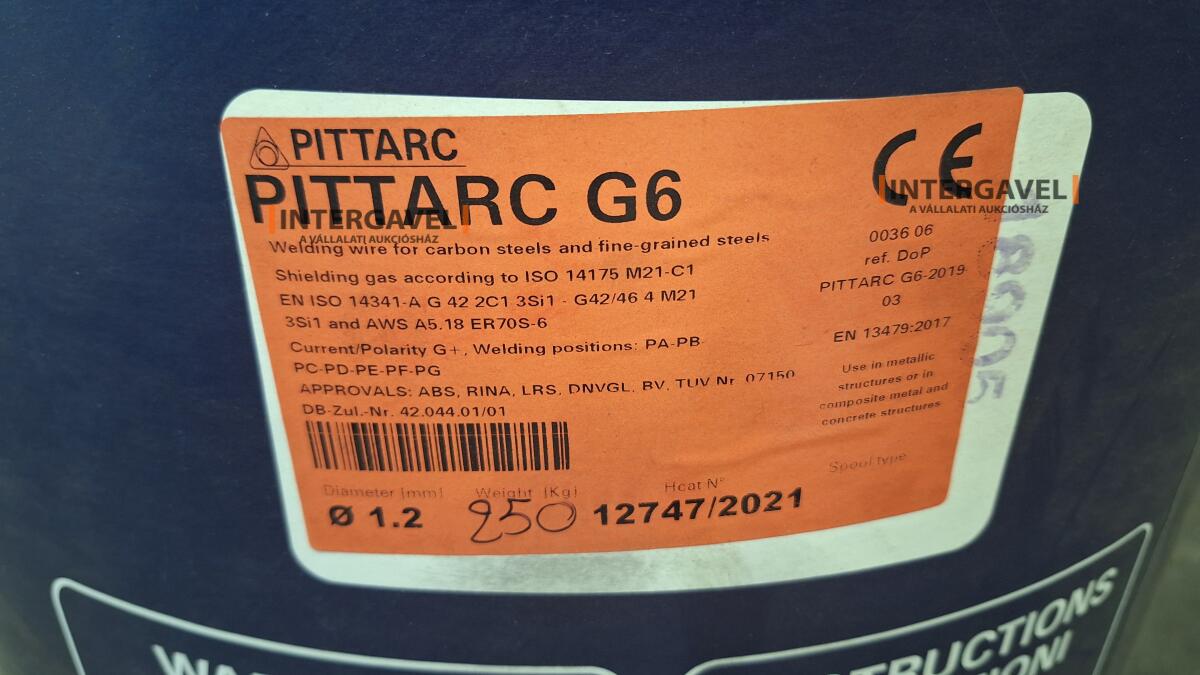 PITTARC
PITTARC G6
INTERGAVEL
A VÁLLALATI AUKCIÓSHÁZ
Welding wire for carbon steels and fine-grained steels
Shielding gas according to ISO 14175 M21-C1
EN ISO 14341-A G 42 2C1 3Si1 - G42/46 4 M21
3Si1 and AWS A5.18 ER70S-6
Current/Polarity G+, Welding positions: PA-PB-
PC-PD-PE-PF-PG
APPROVALS: ABS, RINA, LRS, DNVGL, BV, TUV Nr. 07150
DB-Zul.-Nr. 42.044.01/01
CE
INTERGAVEL
A VÁLLALATI AUKCIÓSHÁZ
0036 06
ref. DoP
PITTARC G6-2019-
03
EN 13479:2017
Use in metallic
structures or in
composite metal and
concrete structures
Diameter [mm] Weight [Kg] Heat N° Spool type
Ø 1.2 250 12747/2021